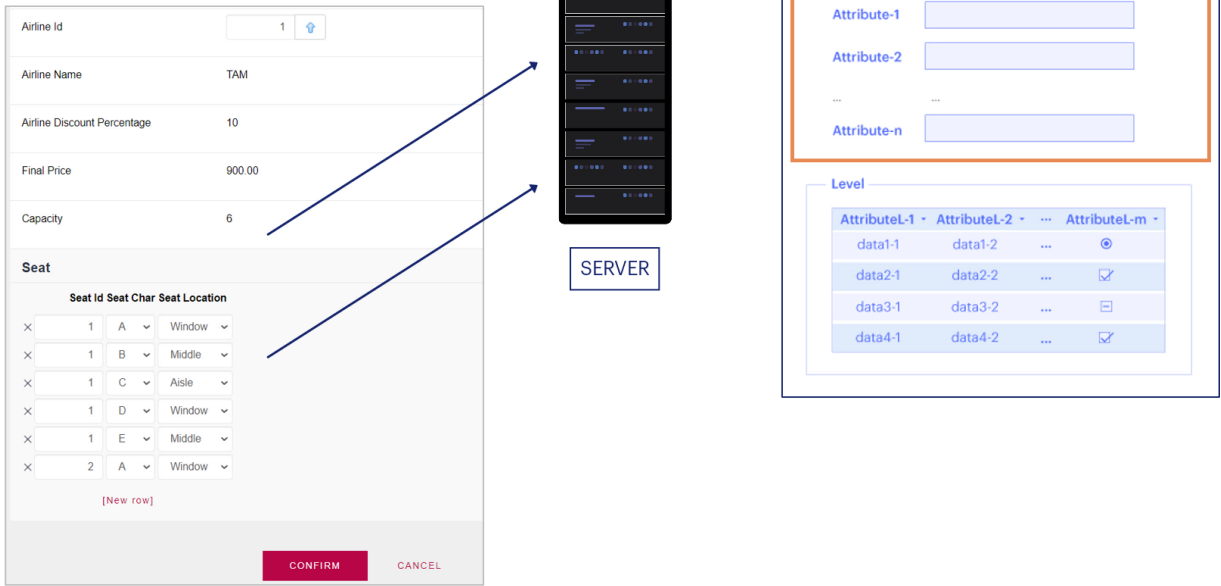 Airline Id 1
Airline Name TAM
Airline Discount Percentage 10
Final Price 900.00
Capacity 6
Seat
Seat Id Seat Char Seat Location
1 A Window
1 B Middle
1 C Aisle
1 D Window
1 E Middle
2 A Window
[New row]
CONFIRM CANCEL
SERVER
Attribute-1
Attribute-2
... ...
Attribute-n
Level
AttributeL-1 AttributeL-2 ... AttributeL-m
data1-1 data1-2 ...
data2-1 data2-2 ...
data3-1 data3-2 ...
data4-1 data4-2 ...